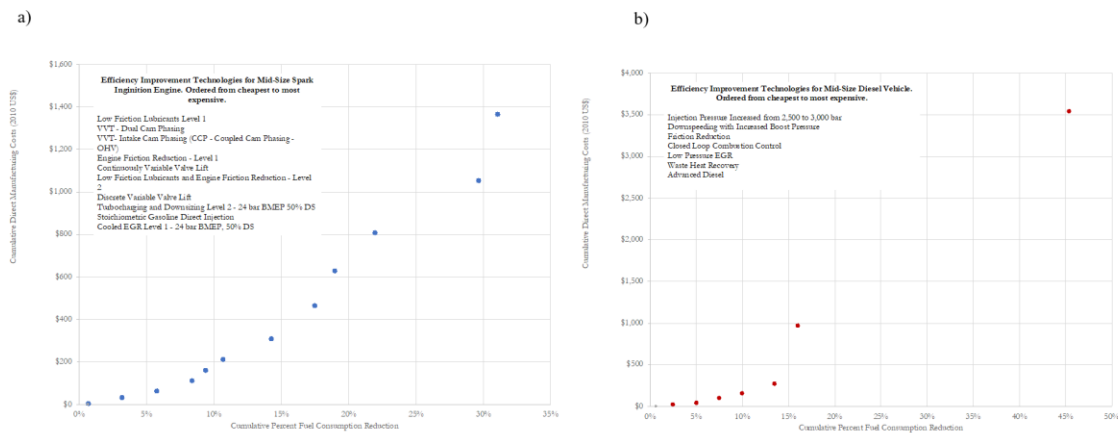 a)
b)
Efficiency Improvement Technologies for Mid-Size Spark
Inginition Engine. Ordered from cheapest to most
expensive.
Low Friction Lubricants Level 1
VVT - Dual Cam Phasing
VVT- Intake Cam Phasing (CCP - Coupled Cam Phasing -
OHV)
Engine Friction Reduction - Level 1
Continuously Variable Valve Lift
Low Friction Lubricants and Engine Friction Reduction - Level
2
Discrete Variable Valve Lift
Turbocharging and Downsizing Level 2 - 24 bar BMEP 50% DS
Stoichiometric Gasoline Direct Injection
Cooled EGR Level 1 - 24 bar BMEP, 50% DS
Cumulative Direct Manufacturing Costs (2010 US$)
$1,600
$1,400
$1,200
$1,000
$800
$600
$400
$200
$0
0% 5% 10% 15% 20% 25% 30% 35%
Cumulative Percent Fuel Consumption Reduction
Efficiency Improvement Technologies for Mid-Size Diesel Vehicle.
Ordered from cheapest to most expensive.
Injection Pressure Increased from 2,500 to 3,000 bar
Downspeeding with Increased Boost Pressure
Friction Reduction
Closed Loop Combustion Control
Low Pressure EGR
Waste Heat Recovery
Advanced Diesel
Cumulative Direct Manufacturing Costs (2010 US$)
$4,000
$3,500
$3,000
$2,500
$2,000
$1,500
$1,000
$500
$0
0% 5% 10% 15% 20% 25% 30% 35% 40% 45% 50%
Cumulative Percent Fuel Consumption Reduction